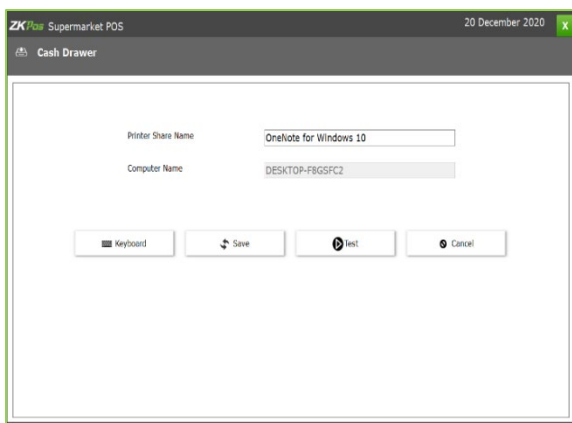 ZKPos Supermarket POS 20 December 2020 X
Cash Drawer
Printer Share Name OneNote for Windows 10
Computer Name DESKTOP-F8GSFC2
Keyboard Save Test Cancel